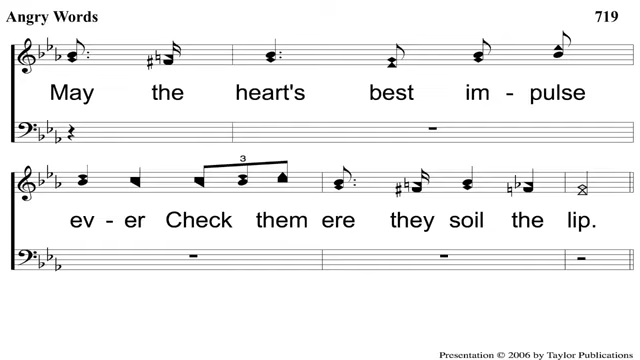 Angry Words 719
May the heart's best im - pulse
3
ev - er Check them ere they soil the lip.
Presentation © 2006 by Taylor Publications